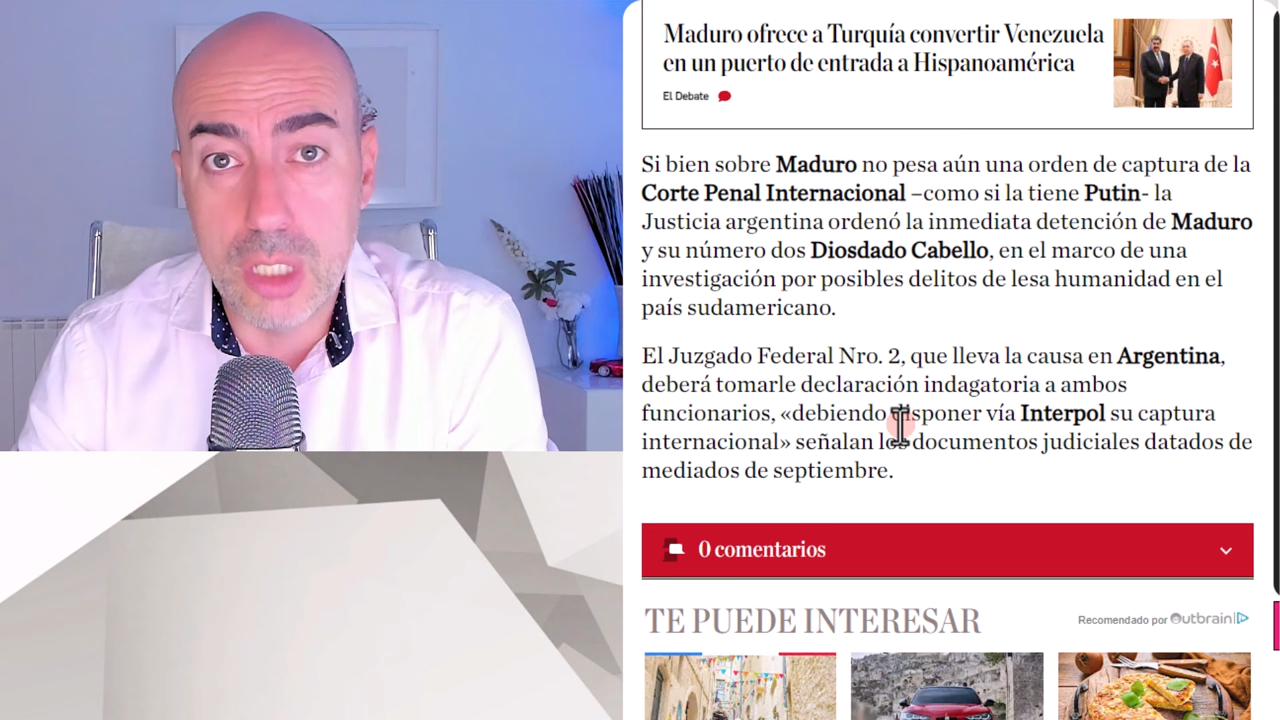 Maduro ofrece a Turquía convertir Venezuela
en un puerto de entrada a Hispanoamérica
El Debate
Si bien sobre Maduro no pesa aún una orden de captura de la
Corte Penal Internacional –como si la tiene Putin- la
Justicia argentina ordenó la inmediata detención de Maduro
y su número dos Diosdado Cabello, en el marco de una
investigación por posibles delitos de lesa humanidad en el
país sudamericano.
El Juzgado Federal Nro. 2, que lleva la causa en Argentina,
deberá tomarle declaración indagatoria a ambos
funcionarios, «debiendo disponer vía Interpol su captura
internacional» señalan los documentos judiciales datados de
mediados de septiembre.
0 comentarios
TE PUEDE INTERESAR
Recomendado por Outbrain